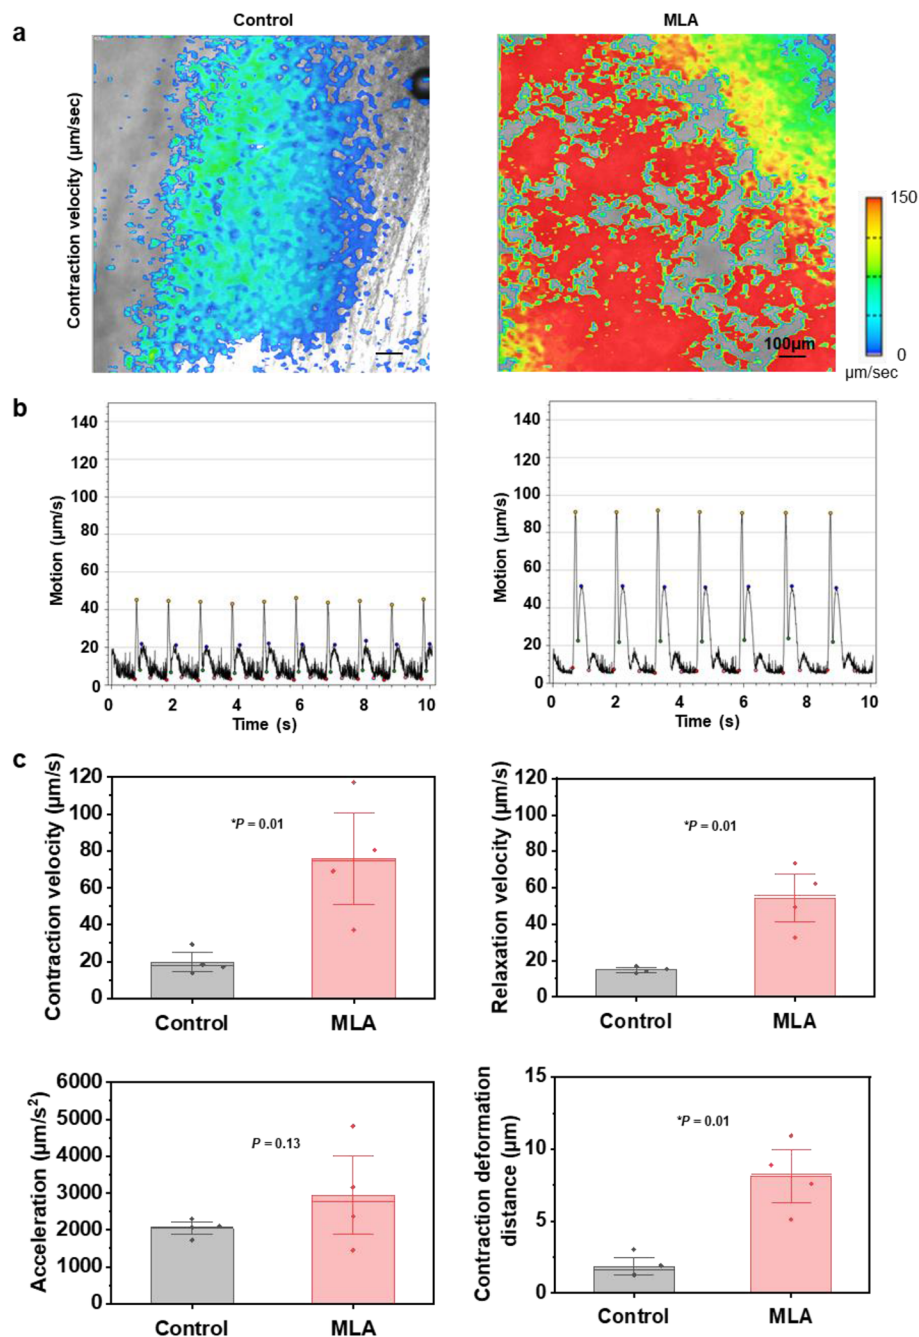 Control
MLA
a
Contraction velocity (µm/sec)
150
0
µm/sec
100µm
b
Motion (µm/s)
140
120
100
80
60
40
20
0
0 2 4 6 8 10
Time (s)
Motion (µm/s)
140
120
100
80
60
40
20
0
0 2 4 6 8 10
Time (s)
c
Contraction velocity (µm/s)
120
100
80
60
40
20
0
*P = 0.01
Control MLA
Relaxation velocity (µm/s)
120
100
80
60
40
20
0
*P = 0.01
Control MLA
Acceleration (µm/s²)
6000
5000
4000
3000
2000
1000
0
P = 0.13
Control MLA
Contraction deformation
distance (µm)
15
10
5
0
*P = 0.01
Control MLA